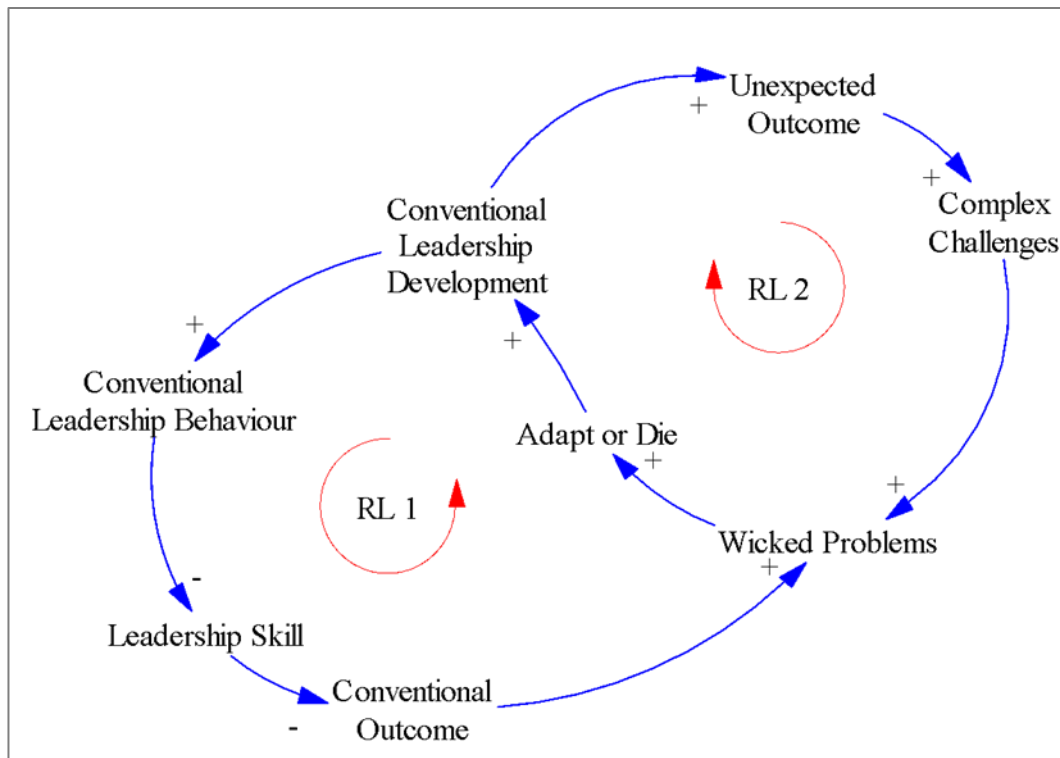 Unexpected
Outcome
+
+
Complex
Challenges
Conventional
Leadership
Development
RL 2
+
+
Conventional
Leadership Behaviour
Adapt or Die
+
+
RL 1
Wicked Problems
+
-
Leadership Skill
Conventional
Outcome
-